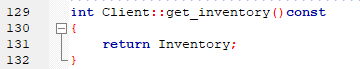 129 int Client::get_inventory()const
130 {
131 return Inventory;
132 }